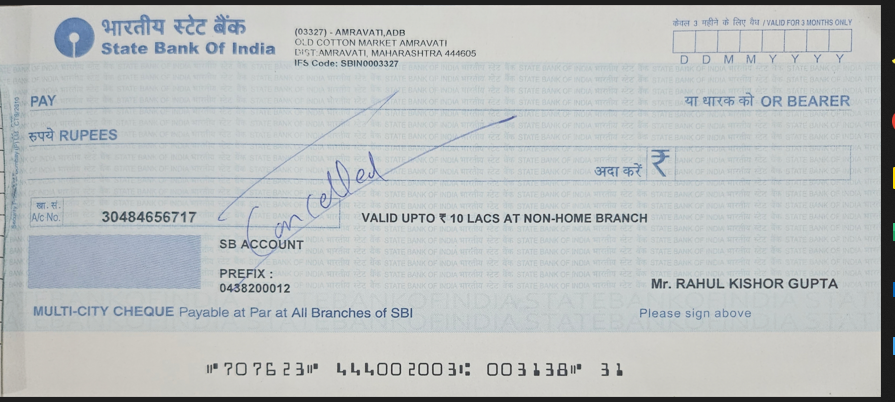 भारतीय स्टेट बैंक
State Bank Of India
(03327) - AMRAVATI,ADB
OLD COTTON MARKET AMRAVATI
DIST:AMRAVATI, MAHARASHTRA 444605
IFS Code: SBIN0003327
केवल 3 महीने के लिए वैध / VALID FOR 3 MONTHS ONLY
D D M M Y Y Y Y
PAY
या धारक को OR BEARER
रुपये RUPEES
अदा करें ₹
Cancelled
खा. सं.
A/c No.
30484656717
VALID UPTO ₹ 10 LACS AT NON-HOME BRANCH
SB ACCOUNT
PREFIX :
0438200012
Mr. RAHUL KISHOR GUPTA
MULTI-CITY CHEQUE Payable at Par at All Branches of SBI
Please sign above
⑈707623⑈ 444002003⑆ 003138⑈ 31